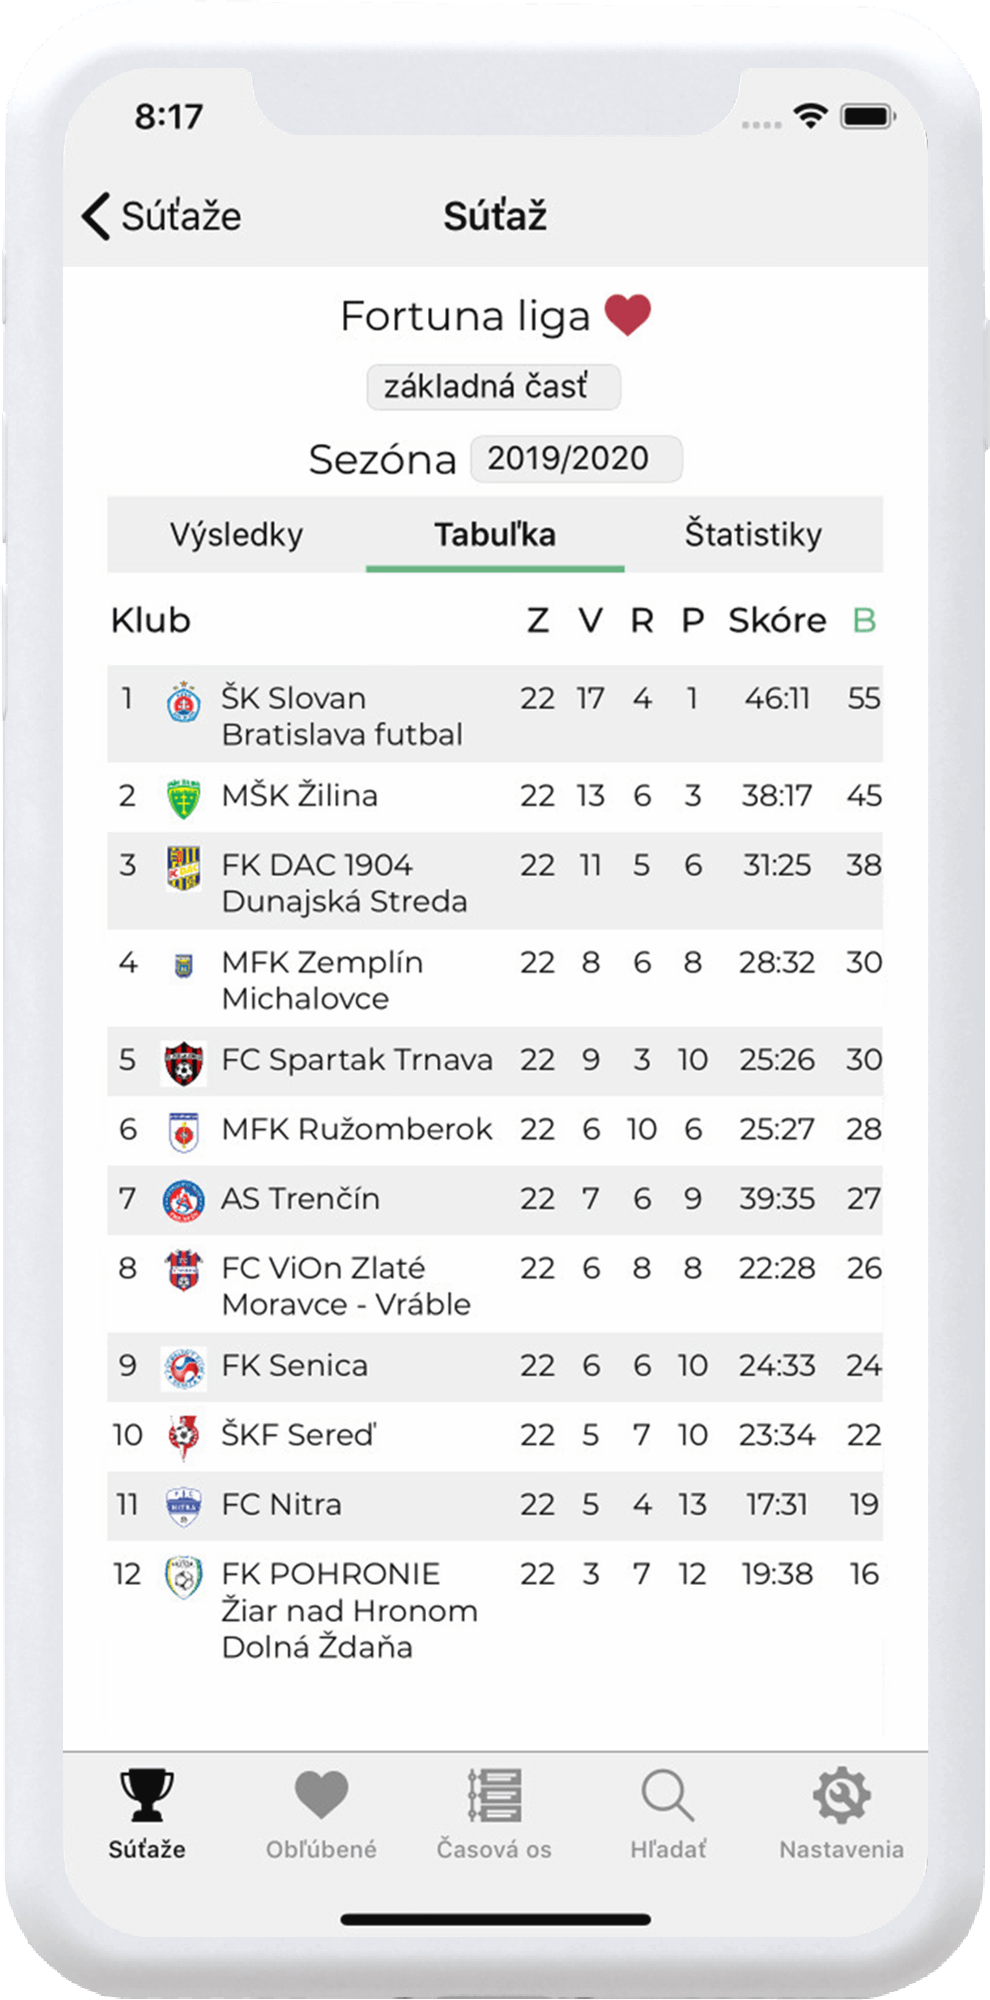 8:17
Súťaže
Súťaž
Fortuna liga
základná časť
Sezóna 2019/2020
Výsledky Tabuľka Štatistiky
Klub Z V R P Skóre B
1 ŠK Slovan 22 17 4 1 46:11 55
Bratislava futbal
2 MŠK Žilina 22 13 6 3 38:17 45
3 FK DAC 1904 22 11 5 6 31:25 38
Dunajská Streda
4 MFK Zemplín 22 8 6 8 28:32 30
Michalovce
5 FC Spartak Trnava 22 9 3 10 25:26 30
6 MFK Ružomberok 22 6 10 6 25:27 28
7 AS Trenčín 22 7 6 9 39:35 27
8 FC ViOn Zlaté 22 6 8 8 22:28 26
Moravce - Vráble
9 FK Senica 22 6 6 10 24:33 24
10 ŠKF Sereď 22 5 7 10 23:34 22
11 FC Nitra 22 5 4 13 17:31 19
12 FK POHRONIE 22 3 7 12 19:38 16
Žiar nad Hronom
Dolná Ždaňa
Súťaže Obľúbené Časová os Hľadať Nastavenia